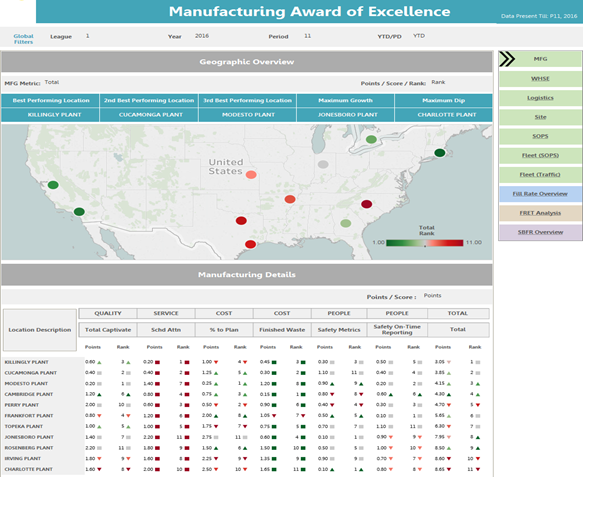 Manufacturing Award of Excellence
Data Present Till: P11, 2016
Global Filters League 1 Year 2016 Period 11 YTD/PD YTD
Geographic Overview
MFG Metric: Total Points / Score / Rank: Rank
Best Performing Location 2nd Best Performing Location 3rd Best Performing Location Maximum Growth Maximum Dip
KILLINGLY PLANT CUCAMONGA PLANT MODESTO PLANT JONESBORO PLANT CHARLOTTE PLANT
United
States
Total
Rank
1.00 11.00
MFG
WHSE
Logistics
Site
SOPS
Fleet (SOPS)
Fleet (Traffic)
Fill Rate Overview
FRET Analysis
SBFR Overview
Manufacturing Details
Points / Score : Points
QUALITY SERVICE COST COST PEOPLE PEOPLE TOTAL
Location Description Total Captivate Schd Attn % to Plan Finished Waste Safety Metrics Safety On-Time Reporting Total
Points Rank Points Rank Points Rank Points Rank Points Rank Points Rank Points Rank
KILLINGLY PLANT 0.60 3 0.20 1 1.00 4 0.45 3 0.30 3 0.50 5 3.05 1
CUCAMONGA PLANT 0.40 2 0.40 2 1.25 5 0.30 2 1.10 11 0.40 4 3.85 2
MODESTO PLANT 0.20 1 1.40 7 0.25 1 1.20 8 0.90 9 0.20 2 4.15 3
CAMBRIDGE PLANT 1.20 6 0.80 4 0.75 3 0.15 1 0.80 8 0.60 6 4.30 4
PERRY PLANT 2.00 10 0.60 3 0.50 2 0.90 6 0.40 4 0.30 3 4.70 5
FRANKFORT PLANT 0.80 4 1.20 6 2.00 8 1.05 7 0.50 5 0.10 1 5.65 6
TOPEKA PLANT 1.00 5 1.00 5 1.75 7 0.75 5 0.70 7 1.10 11 6.30 7
JONESBORO PLANT 1.40 7 2.20 11 2.75 11 0.60 4 0.10 1 0.90 9 7.95 8
ROSENBERG PLANT 2.20 11 1.80 9 1.50 6 1.50 10 0.50 5 1.00 10 8.50 9
IRVING PLANT 1.80 9 1.60 8 2.25 9 1.35 9 0.90 9 0.70 7 8.60 10
CHARLOTTE PLANT 1.60 8 2.00 10 2.50 10 1.65 11 0.10 1 0.80 8 8.65 11